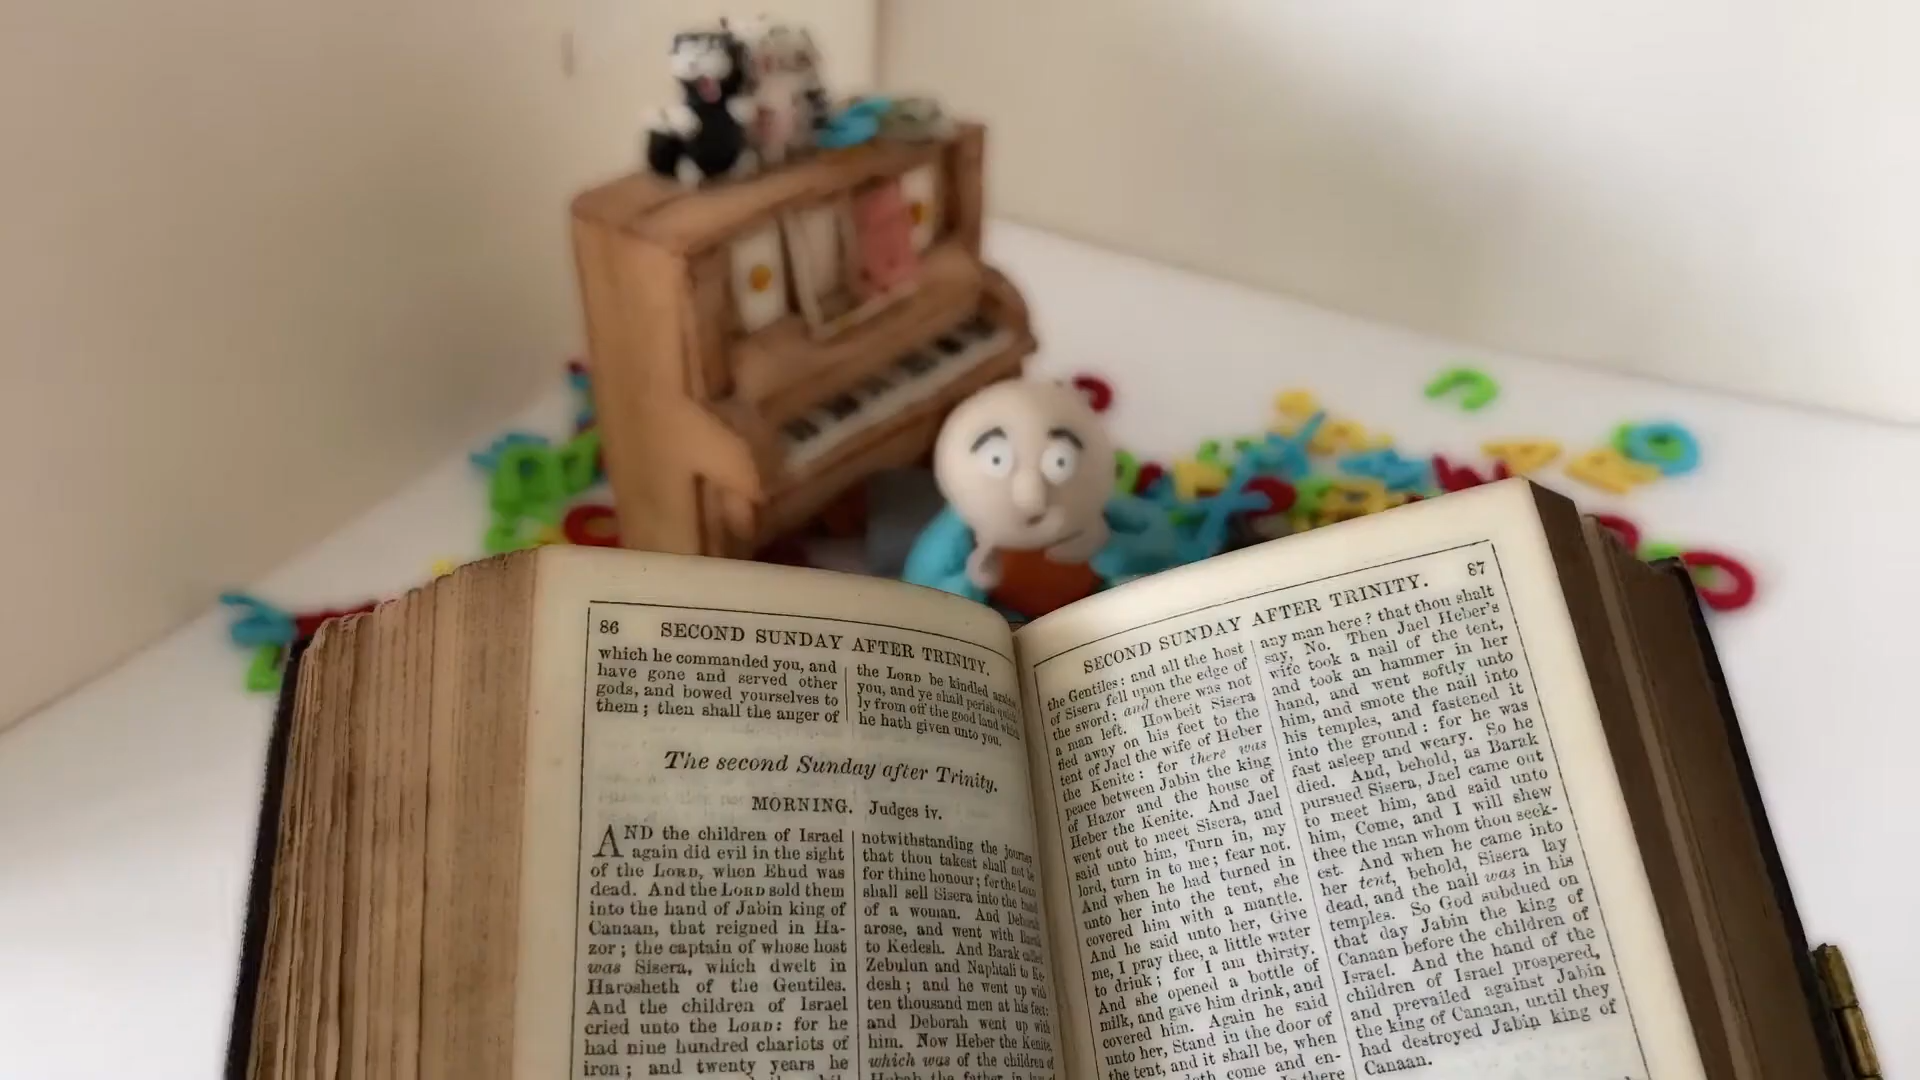 86 SECOND SUNDAY AFTER TRINITY.
which he commanded you, and
have gone and served other
gods, and bowed yourselves to
them; then shall the anger of
the LORD be kindled against
you, and ye shall perish quick-
ly from off the good land which
he hath given unto you.
The second Sunday after Trinity.
MORNING. Judges iv.
AND the children of Israel
again did evil in the sight
of the LORD, when Ehud was
dead. And the LORD sold them
into the hand of Jabin king of
Canaan, that reigned in Ha-
zor; the captain of whose host
was Sisera, which dwelt in
Harosheth of the Gentiles.
And the children of Israel
cried unto the LORD: for he
had nine hundred chariots of
iron; and twenty years he
notwithstanding the journey
that thou takest shall not be
for thine honour; for the LORD
shall sell Sisera into the hand
of a woman. And Deborah
arose, and went with Barak
to Kedesh. And Barak called
Zebulun and Naphtali to Ke-
desh; and he went up with
ten thousand men at his feet:
and Deborah went up with
him. Now Heber the Kenite,
which was of the children of
SECOND SUNDAY AFTER TRINITY. 87
the Gentiles: and all the host
of Sisera fell upon the edge of
the sword; and there was not
a man left. Howbeit Sisera
fled away on his feet to the
tent of Jael the wife of Heber
the Kenite: for there was
peace between Jabin the king
of Hazor and the house of
Heber the Kenite. And Jael
went out to meet Sisera, and
said unto him, Turn in, my
lord, turn in to me; fear not.
And when he had turned in
unto her into the tent, she
covered him with a mantle.
And he said unto her, Give
me, I pray thee, a little water
to drink; for I am thirsty.
And she opened a bottle of
milk, and gave him drink, and
covered him. Again he said
unto her, Stand in the door of
the tent, and it shall be, when
come and en-
any man here? that thou shalt
say, No. Then Jael Heber's
wife took a nail of the tent,
and took an hammer in her
hand, and went softly unto
him, and smote the nail into
his temples, and fastened it
into the ground: for he was
fast asleep and weary. So he
died. And, behold, as Barak
pursued Sisera, Jael came out
to meet him, and said unto
him, Come, and I will shew
thee the man whom thou seek-
est. And when he came into
her tent, behold, Sisera lay
dead, and the nail was in his
temples. So God subdued on
that day Jabin the king of
Canaan before the children of
Israel. And the hand of the
children of Israel prospered,
and prevailed against Jabin
the king of Canaan, until they
had destroyed Jabin king of
Canaan.